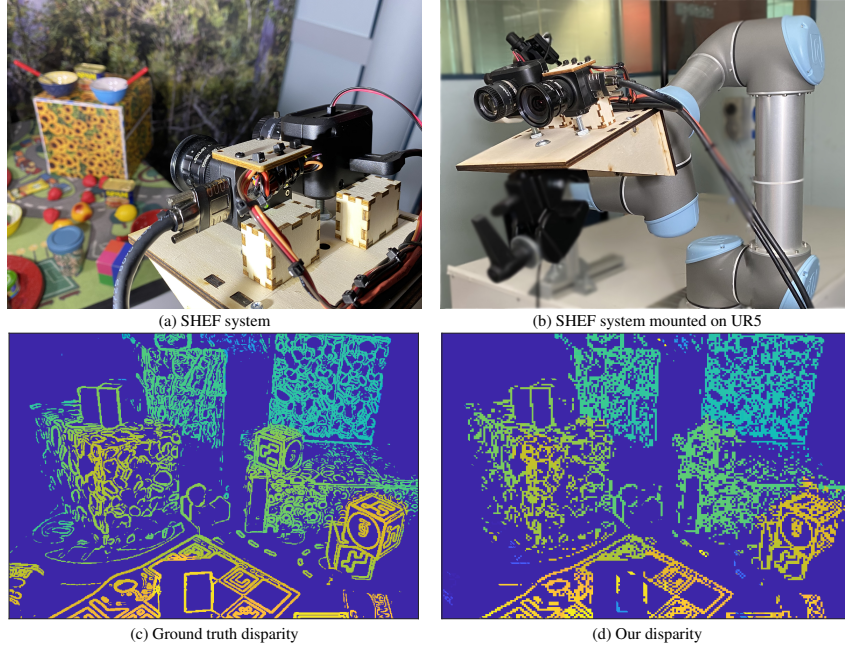 (a) SHEF system
(b) SHEF system mounted on UR5
(c) Ground truth disparity
(d) Our disparity